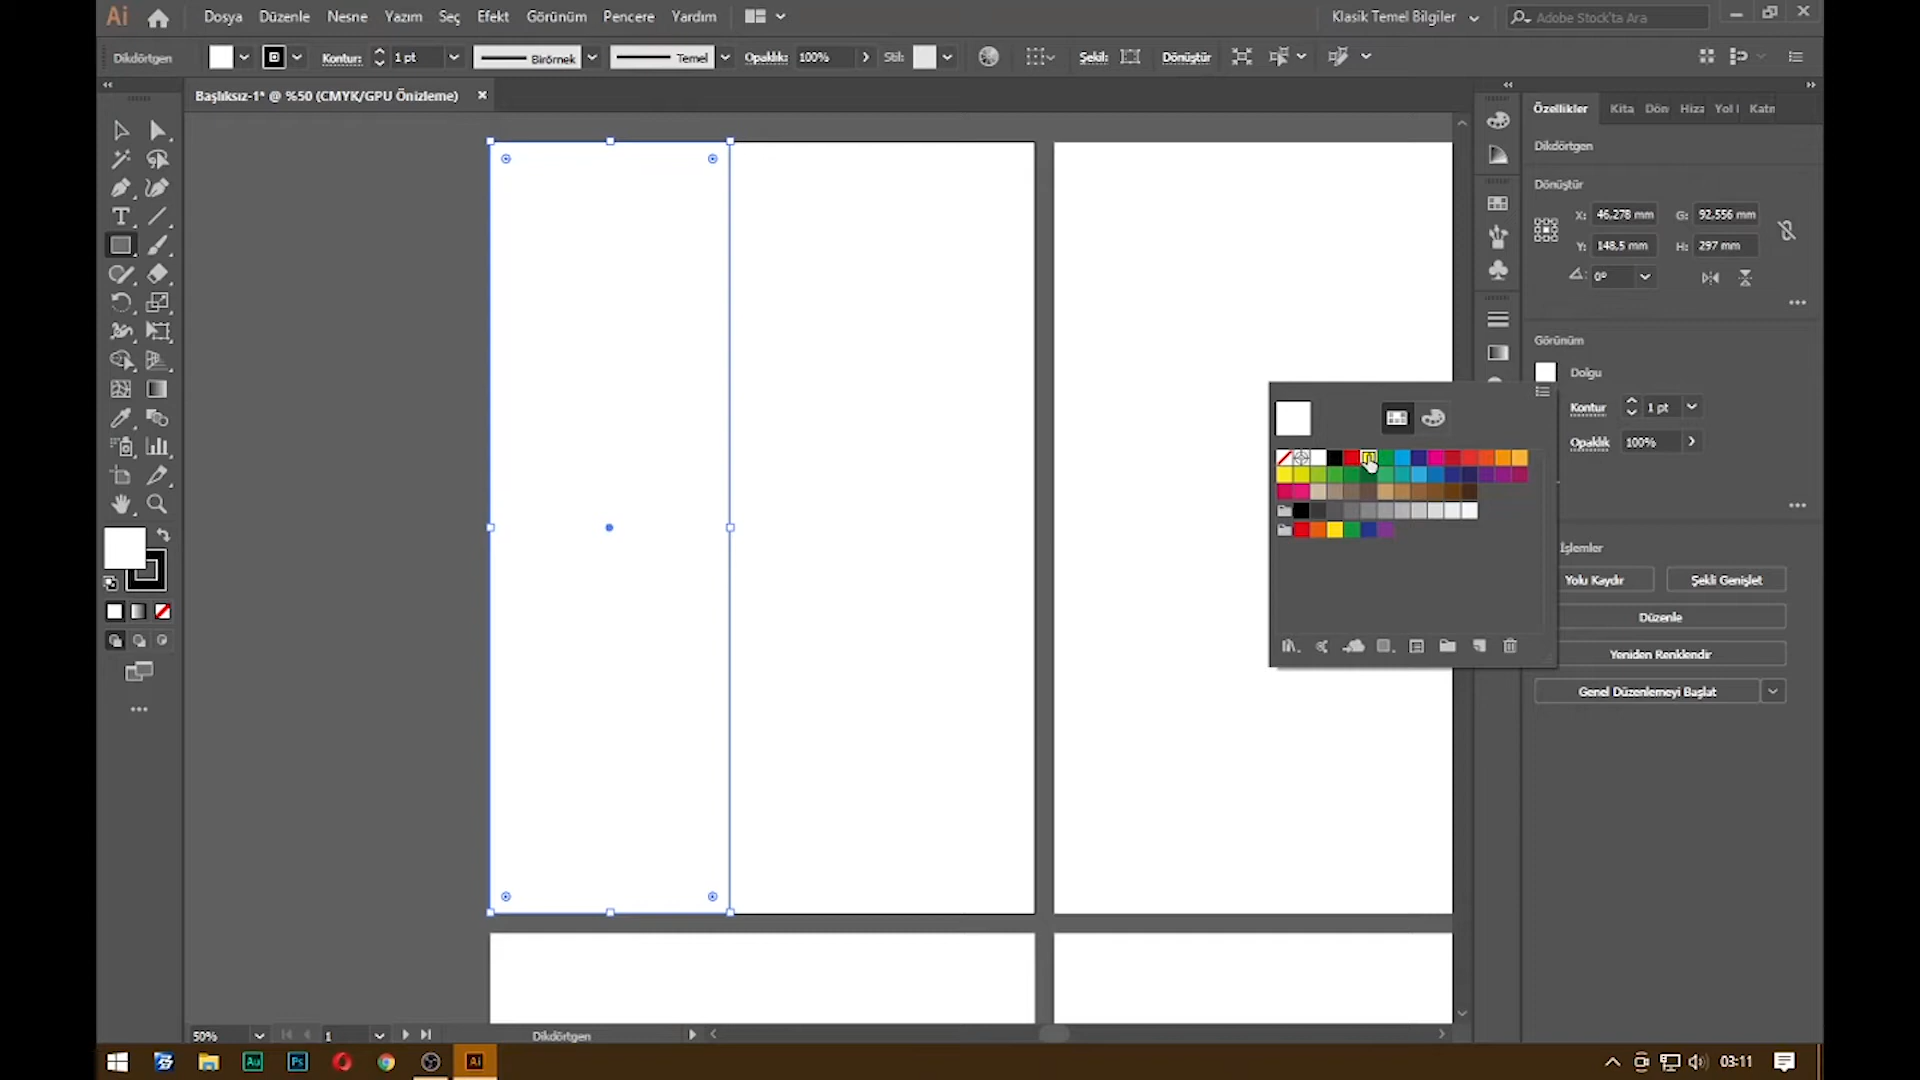 Ai Dosya Düzenle Nesne Yazım Seç Efekt Görünüm Pencere Yardım Klasik Temel Bilgiler Adobe Stock'ta Ara
Dikdörtgen Kontur: 1 pt Birörnek Temel Opaklık: 100% Stil: Şekil: Dönüştür
Başlıksız-1* @ %50 (CMYK/GPU Önizleme)
Özellikler Kita Dön Hiza Yol Katn
Dikdörtgen
Dönüştür
X: 46,278 mm G: 92,556 mm
Y: 148,5 mm H: 297 mm
0°
Görünüm
Dolgu
Kontur 1 pt
Opaklık 100%
İşlemler
Yolu Kaydır Şekli Genişlet
Düzenle
Yeniden Renklendir
Genel Düzenlemeyi Başlat
50% 1 Dikdörtgen
Au Ps Ai 03:11